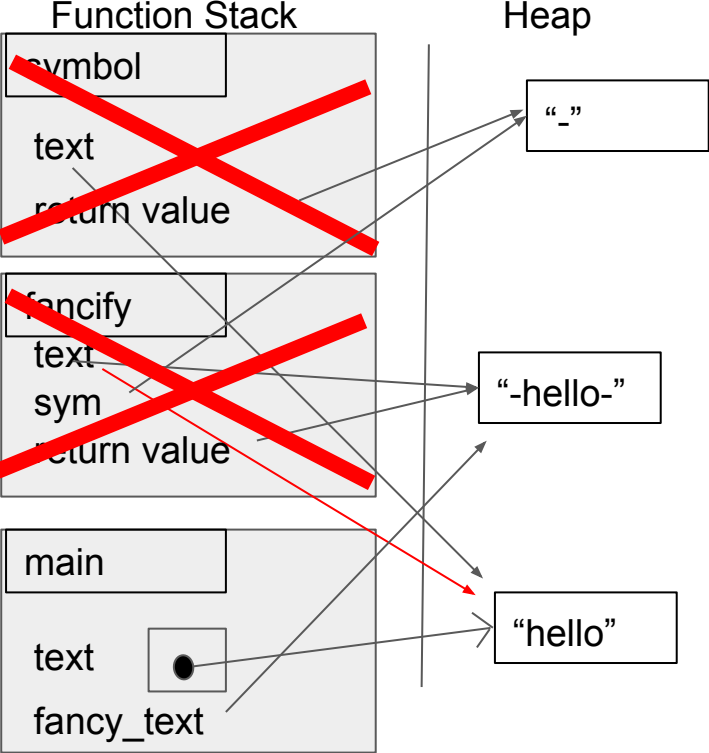 Function Stack
Heap
symbol
text
return value
“-”
fancify
text
sym
return value
“-hello-”
main
text
fancy_text
“hello”